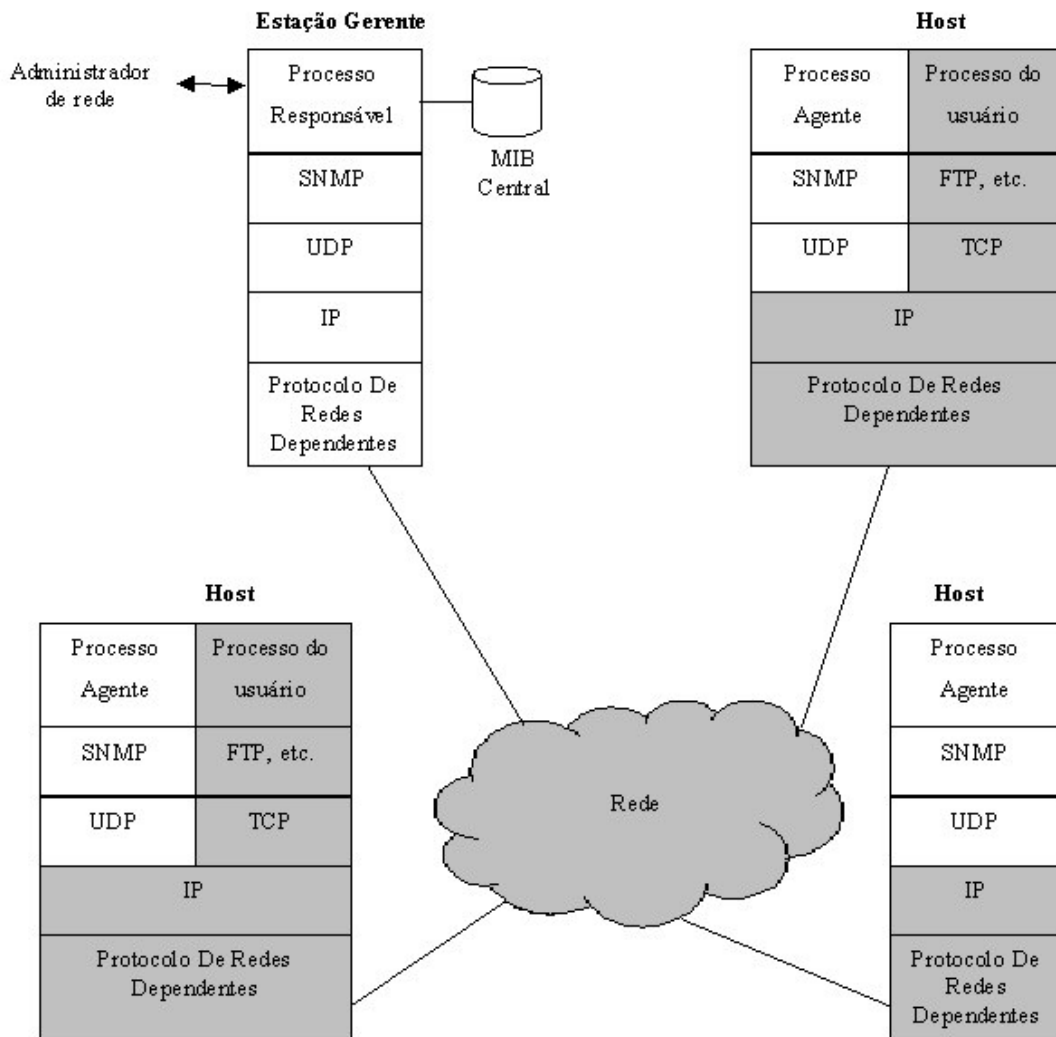 Estação Gerente
Host
Administrador
de rede
Processo
Responsável
SNMP
UDP
IP
Protocolo De
Redes
Dependentes
MIB
Central
Processo
Agente
Processo do
usuário
SNMP
FTP, etc.
UDP
TCP
IP
Protocolo De Redes
Dependentes
Host
Processo
Agente
Processo do
usuário
SNMP
FTP, etc.
UDP
TCP
IP
Protocolo De Redes
Dependentes
Rede
Host
Processo
Agente
SNMP
UDP
IP
Protocolo De
Redes
Dependentes